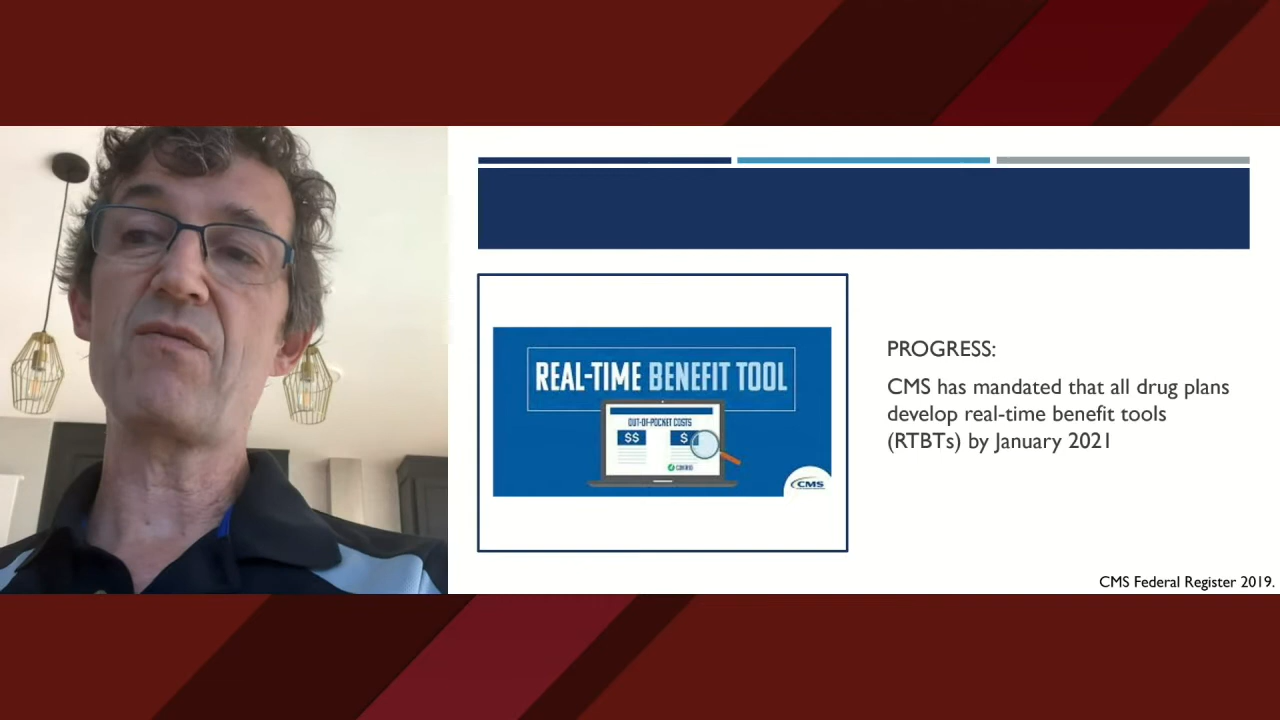 REAL-TIME BENEFIT TOOL
OUT-OF-POCKET COSTS
$$
$
CMS
PROGRESS:
CMS has mandated that all drug plans
develop real-time benefit tools
(RTBTs) by January 2021
CMS Federal Register 2019.